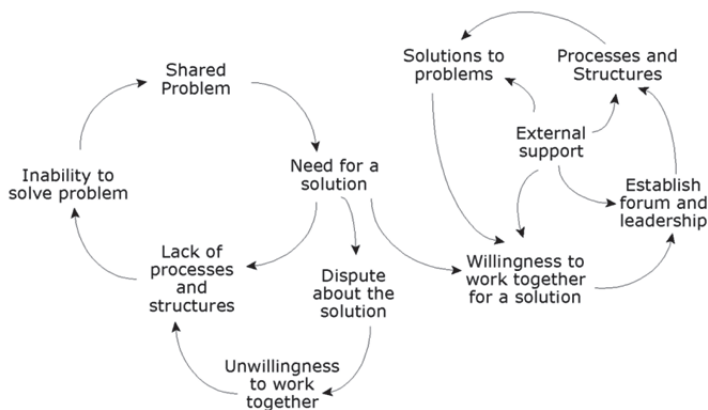 Shared
Problem
Need for a
solution
Inability to
solve problem
Lack of
processes
and
structures
Dispute
about the
solution
Unwillingness
to work
together
Solutions to
problems
Processes and
Structures
External
support
Establish
forum and
leadership
Willingness to
work together
for a solution